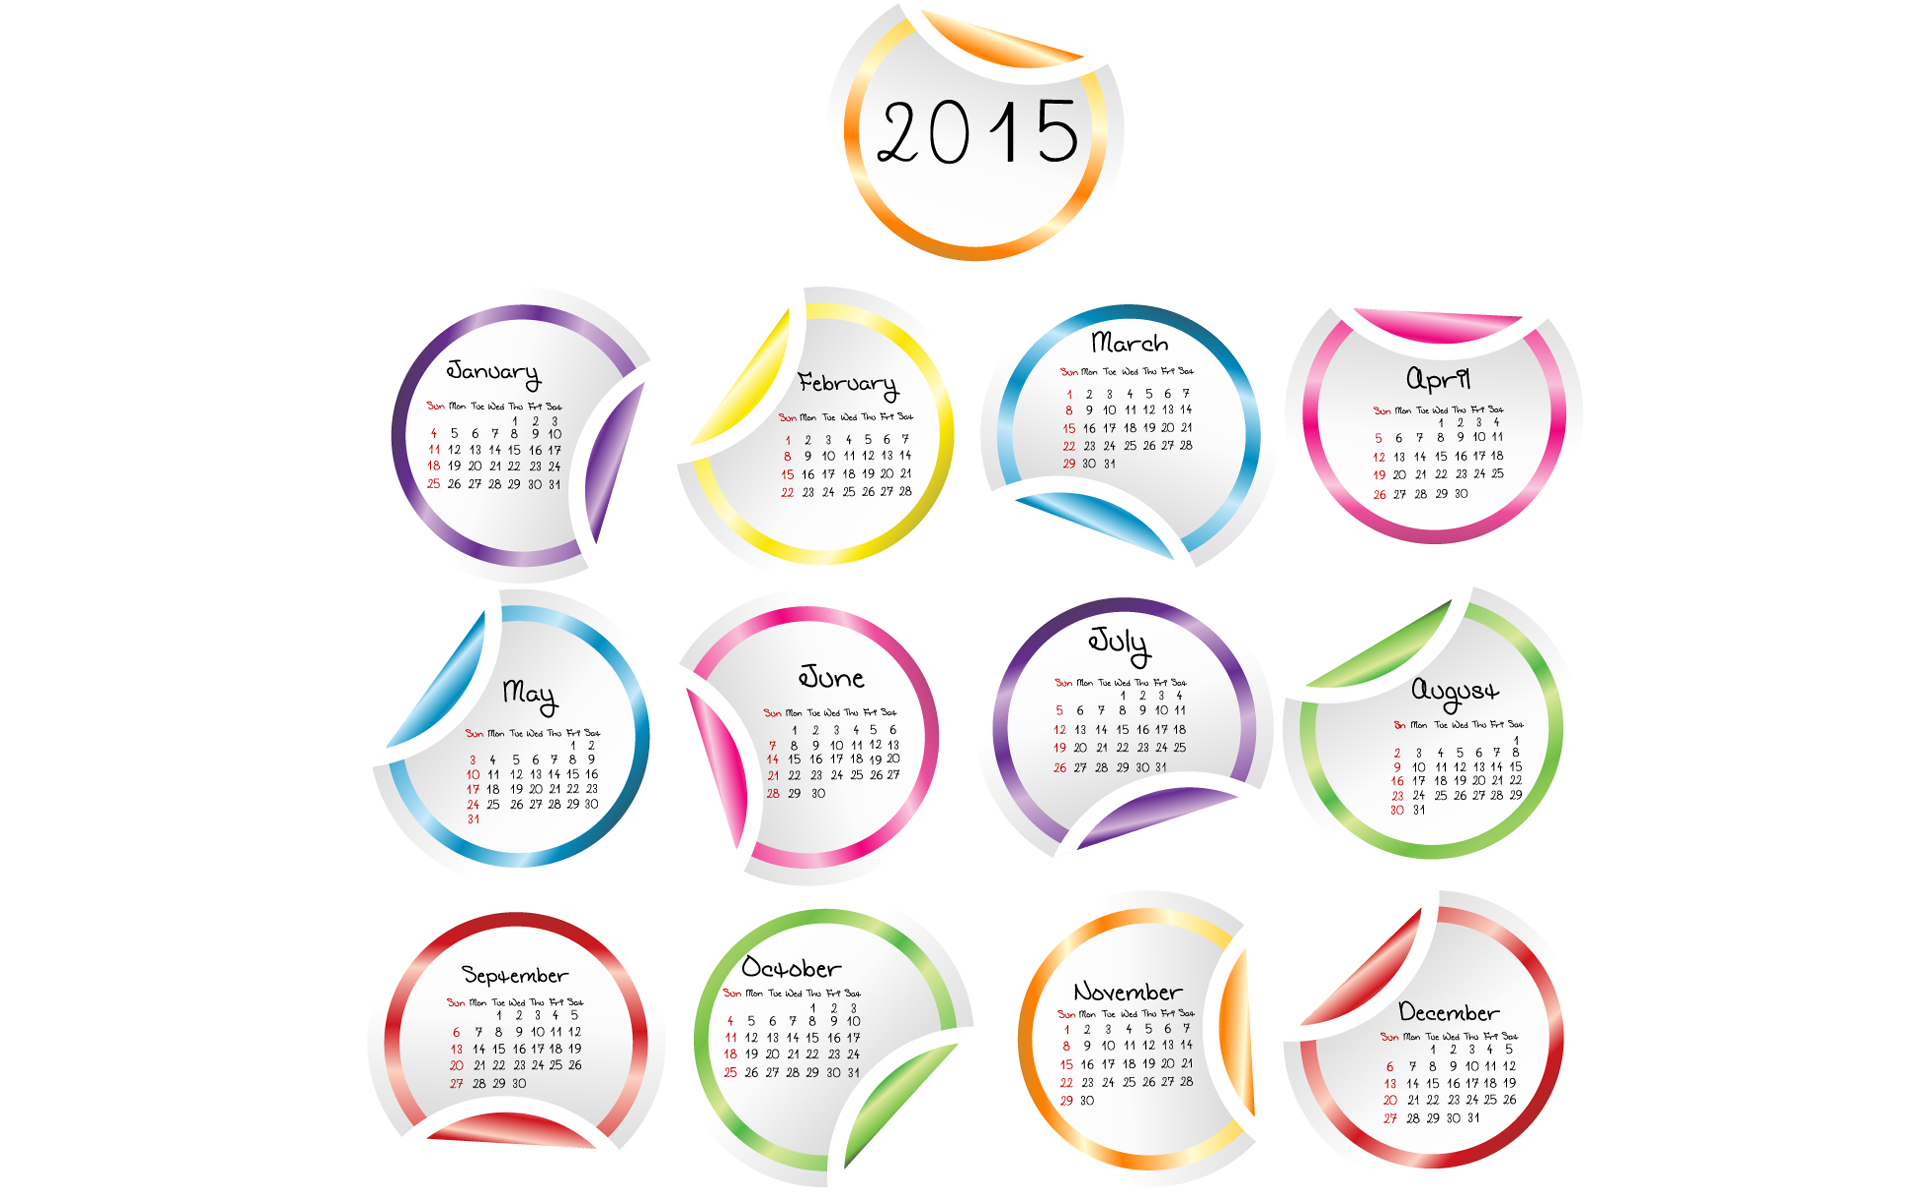 2015
January
Sun Mon Tue Wed Thu Fri Sat
1 2 3
4 5 6 7 8 9 10
11 12 13 14 15 16 17
18 19 20 21 22 23 24
25 26 27 28 29 30 31
February
Sun Mon Tue Wed Thu Fri Sat
1 2 3 4 5 6 7
8 9 10 11 12 13 14
15 16 17 18 19 20 21
22 23 24 25 26 27 28
March
Sun Mon Tue Wed Thu Fri Sat
1 2 3 4 5 6 7
8 9 10 11 12 13 14
15 16 17 18 19 20 21
22 23 24 25 26 27 28
29 30 31
April
Sun Mon Tue Wed Thu Fri Sat
1 2 3 4
5 6 7 8 9 10 11
12 13 14 15 16 17 18
19 20 21 22 23 24 25
26 27 28 29 30
May
Sun Mon Tue Wed Thu Fri Sat
1 2
3 4 5 6 7 8 9
10 11 12 13 14 15 16
17 18 19 20 21 22 23
24 25 26 27 28 29 30
31
June
Sun Mon Tue Wed Thu Fri Sat
1 2 3 4 5 6
7 8 9 10 11 12 13
14 15 16 17 18 19 20
21 22 23 24 25 26 27
28 29 30
July
Sun Mon Tue Wed Thu Fri Sat
1 2 3 4
5 6 7 8 9 10 11
12 13 14 15 16 17 18
19 20 21 22 23 24 25
26 27 28 29 30 31
August
Sn Mon Tue Wed Thu Fri Sat
1
2 3 4 5 6 7 8
9 10 11 12 13 14 15
16 17 18 19 20 21 22
23 24 25 26 27 28 29
30 31
September
Sun Mon Tue Wed Thu Fri Sat
1 2 3 4 5
6 7 8 9 10 11 12
13 14 15 16 17 18 19
20 21 22 23 24 25 26
27 28 29 30
October
Sun Mon Tue Wed Thu Fri Sat
1 2 3
4 5 6 7 8 9 10
11 12 13 14 15 16 17
18 19 20 21 22 23 24
25 26 27 28 29 30 31
November
Sun Mon Tue Wed Thu Fri Sat
1 2 3 4 5 6 7
8 9 10 11 12 13 14
15 16 17 18 19 20 21
22 23 24 25 26 27 28
29 30
December
Sun Mon Tue Wed Thu Fri Sat
1 2 3 4 5
6 7 8 9 10 11 12
13 14 15 16 17 18 19
20 21 22 23 24 25 26
27 28 29 30 31